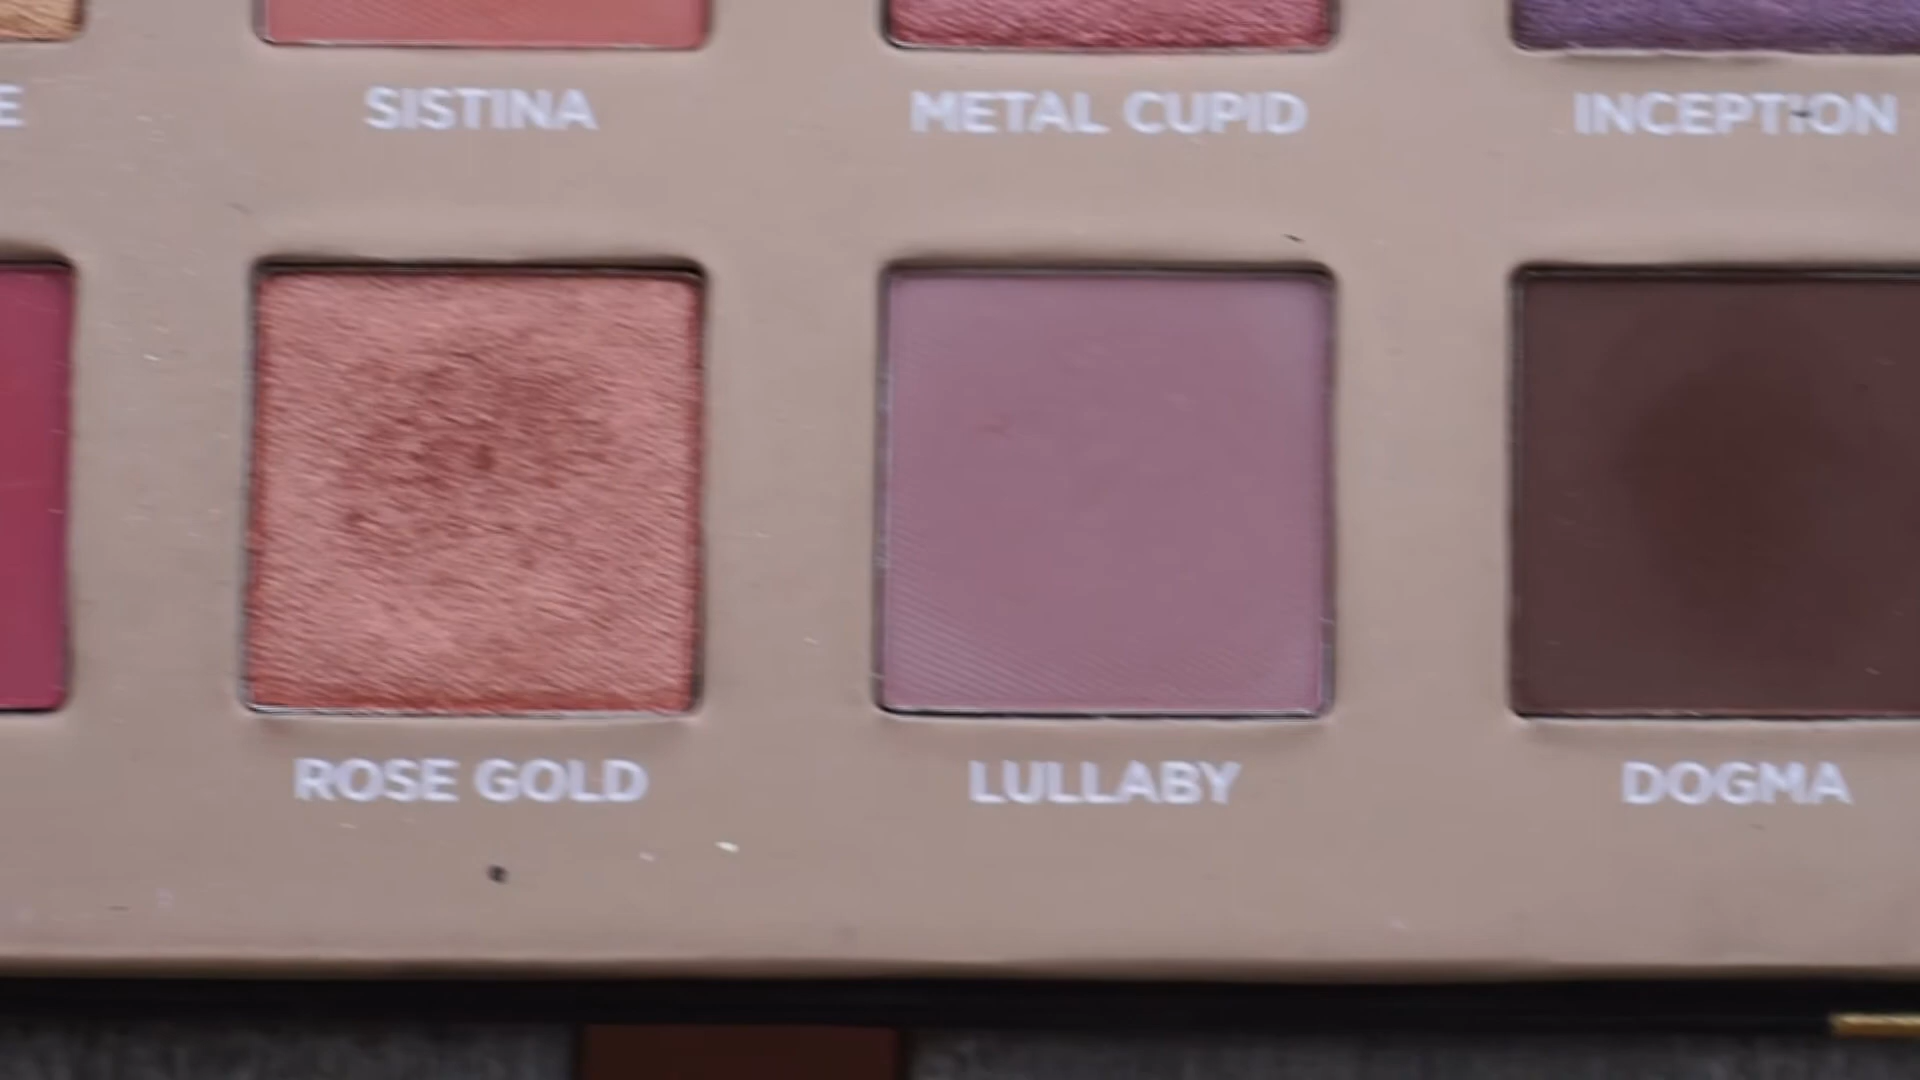 SISTINA
METAL CUPID
INCEPTION
ROSE GOLD
LULLABY
DOGMA